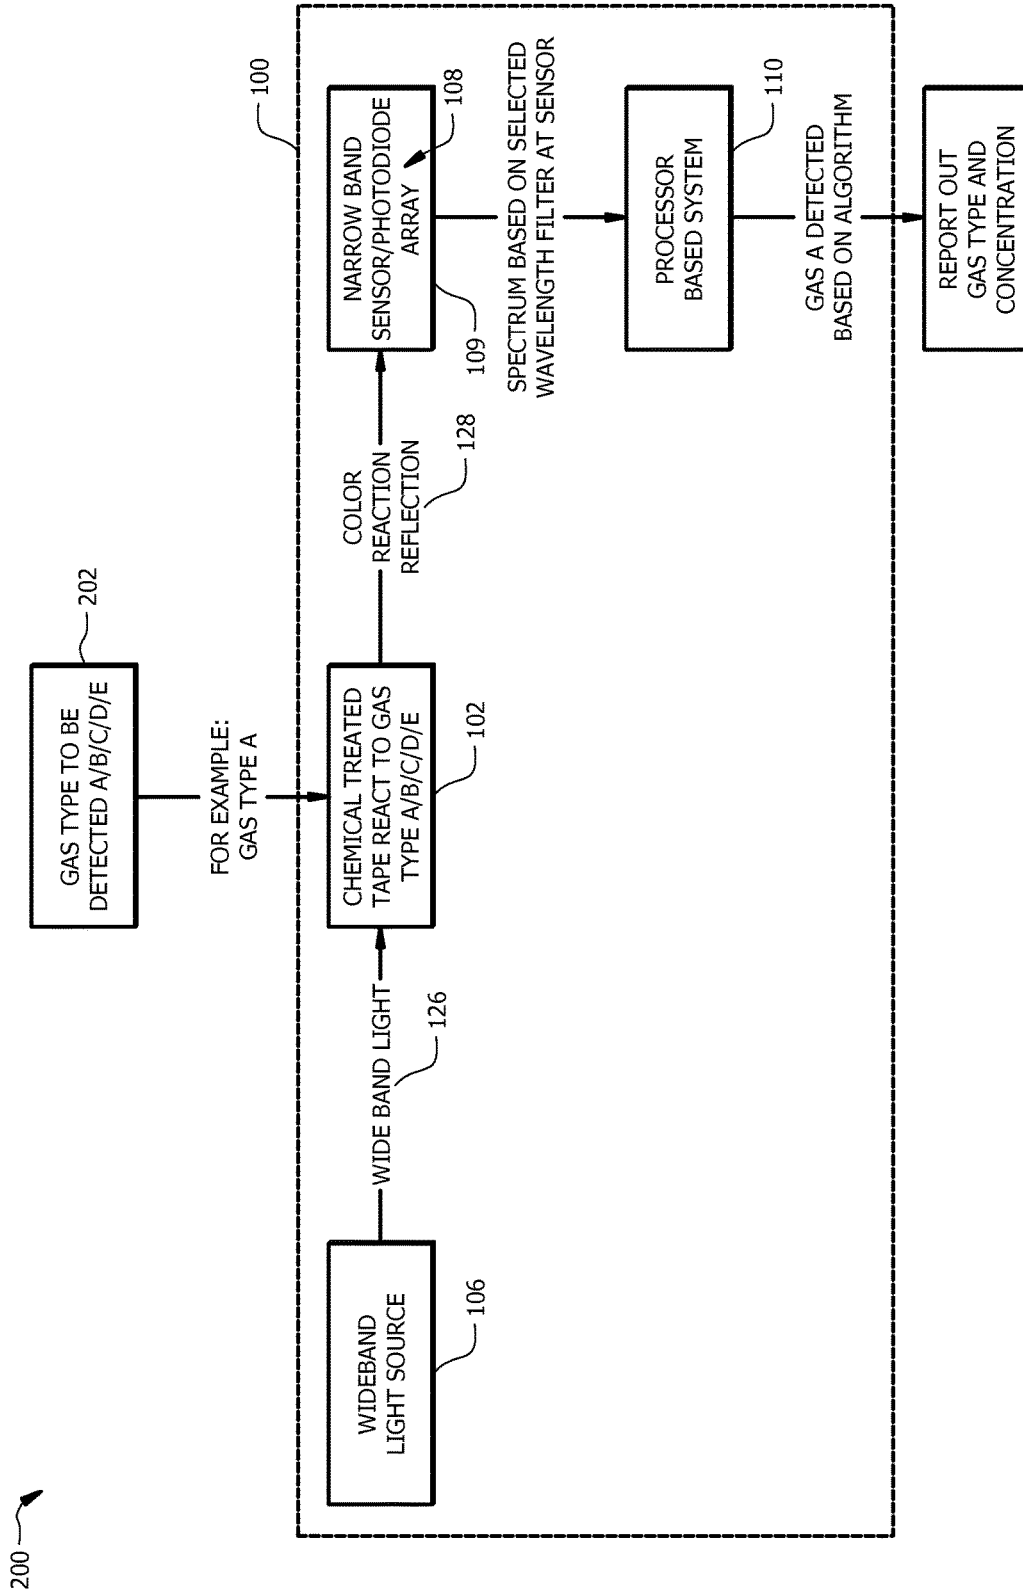 200
GAS TYPE TO BE
DETECTED A/B/C/D/E
202
FOR EXAMPLE:
GAS TYPE A
100
WIDEBAND
LIGHT SOURCE
106
WIDE BAND LIGHT
126
CHEMICAL TREATED
TAPE REACT TO GAS
TYPE A/B/C/D/E
102
COLOR
REACTION
REFLECTION
128
NARROW BAND
SENSOR/PHOTODIODE
ARRAY
108
109
SPECTRUM BASED ON SELECTED
WAVELENGTH FILTER AT SENSOR
PROCESSOR
BASED SYSTEM
110
GAS A DETECTED
BASED ON ALGORITHM
REPORT OUT
GAS TYPE AND
CONCENTRATION